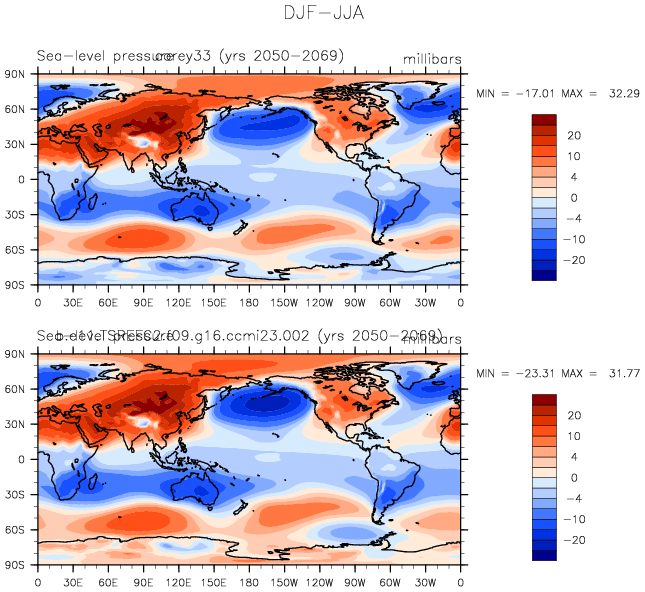 DJF-JJA
Sea-level pressure corey33 (yrs 2050-2069) millibars
MIN = -17.01 MAX = 32.29
90N
60N
30N
0
30S
60S
90S
0 30E 60E 90E 120E 150E 180 150W 120W 90W 60W 30W 0
20
10
4
0
-4
-10
-20
Sea-level pressure (yrs 2050-2069) millibars
MIN = -23.31 MAX = 31.77
90N
60N
30N
0
30S
60S
90S
0 30E 60E 90E 120E 150E 180 150W 120W 90W 60W 30W 0
20
10
4
0
-4
-10
-20